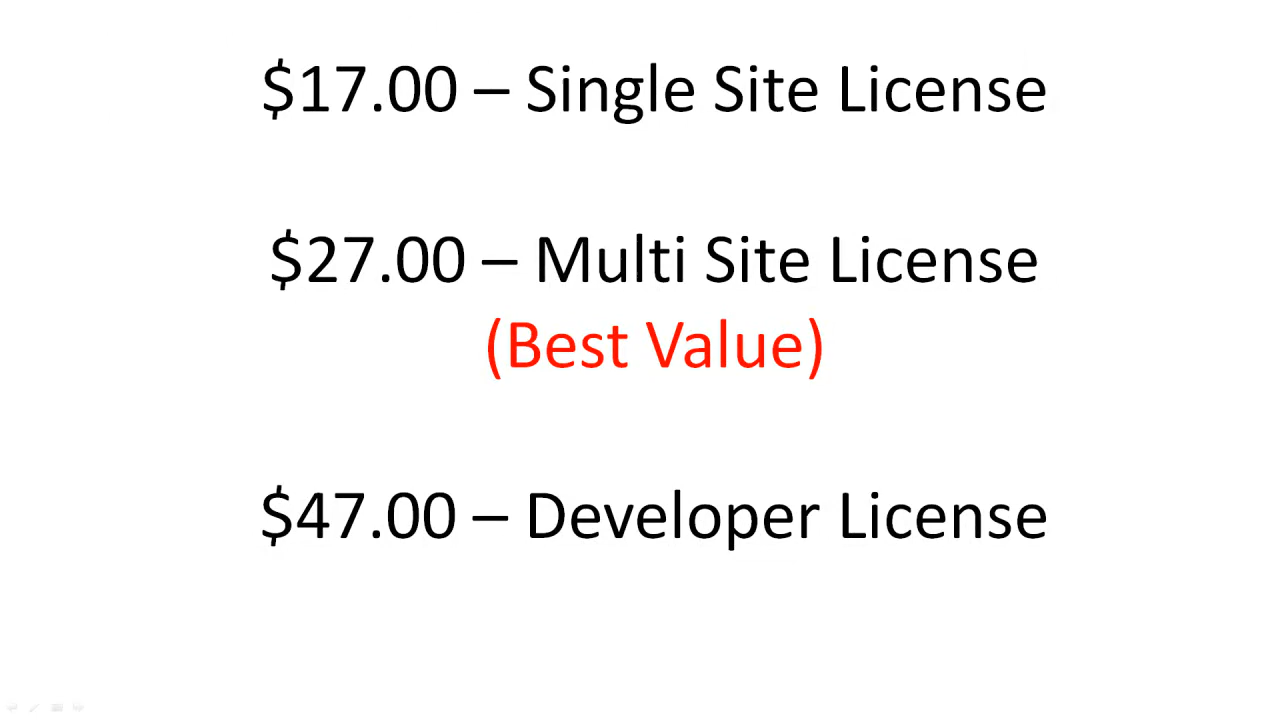 $17.00 – Single Site License
$27.00 – Multi Site License
(Best Value)
$47.00 – Developer License